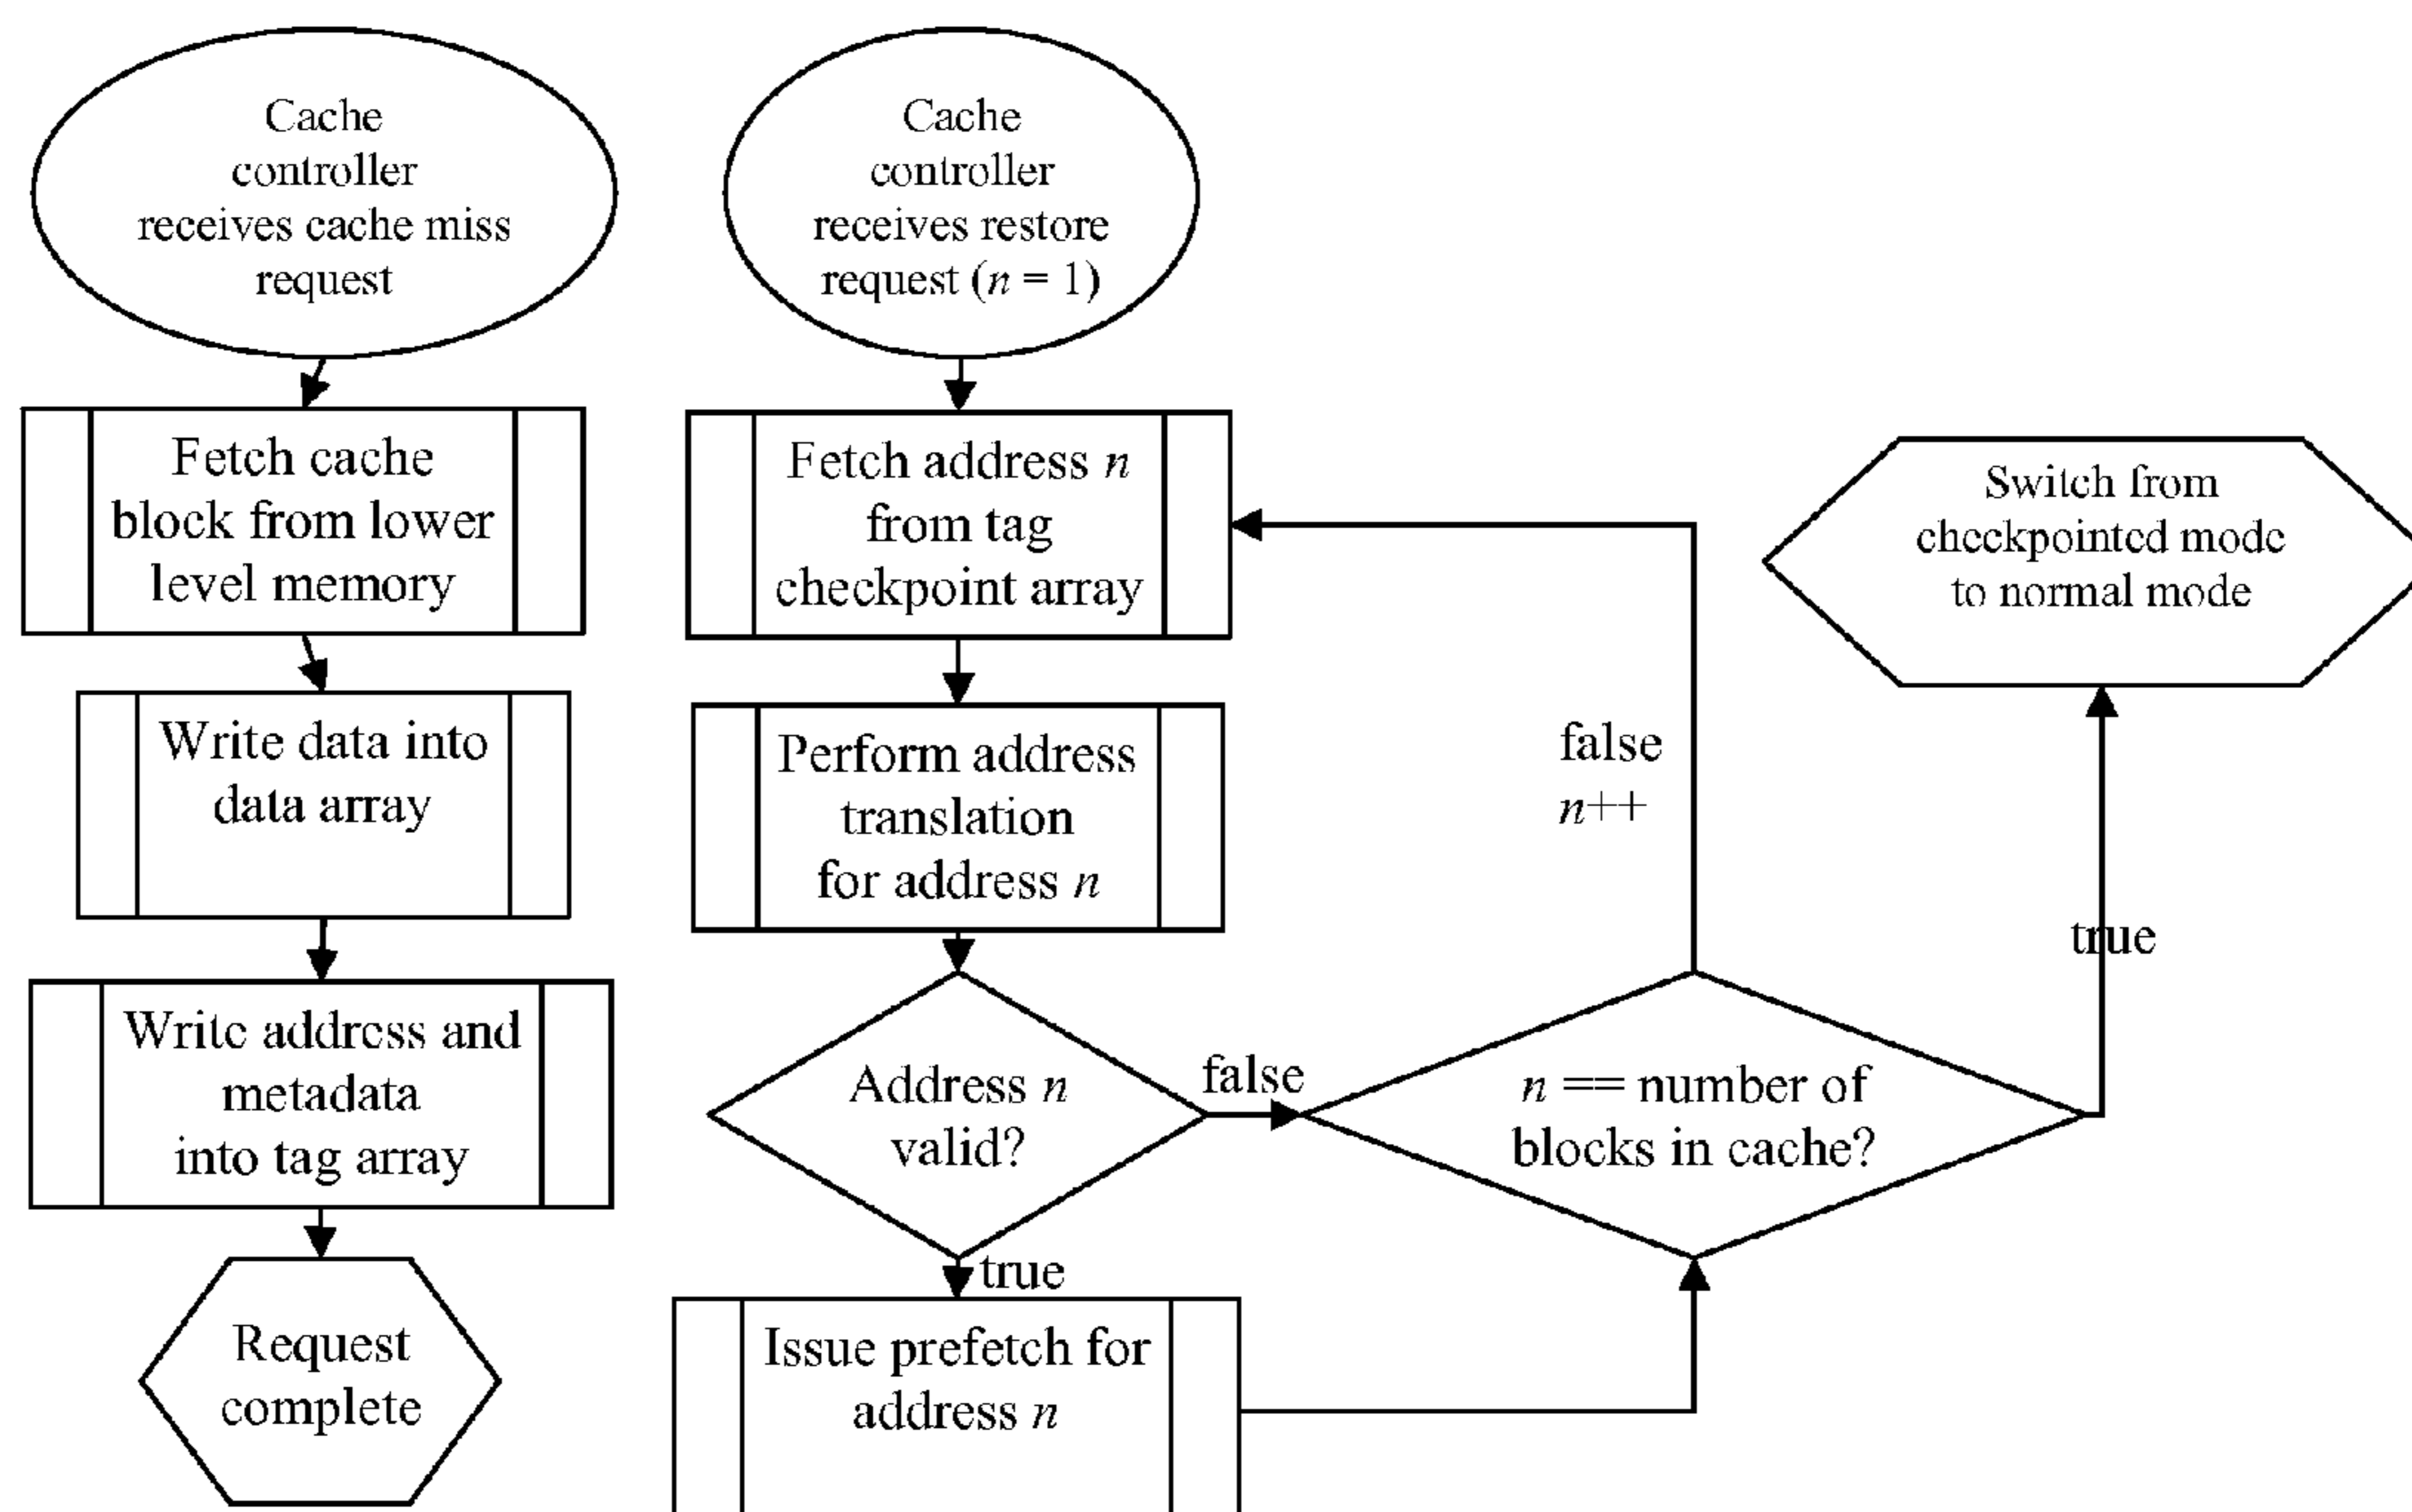 Cache
controller
receives cache miss
request
Fetch cache
block from lower
level memory
Write data into
data array
Write address and
metadata
into tag array
Request
complete
Cache
controller
receives restore
request (n = 1)
Fetch address n
from tag
checkpoint array
Perform address
translation
for address n
Address n
valid?
false
true
Issue prefetch for
address n
n == number of
blocks in cache?
false
n++
true
Switch from
checkpointed mode
to normal mode